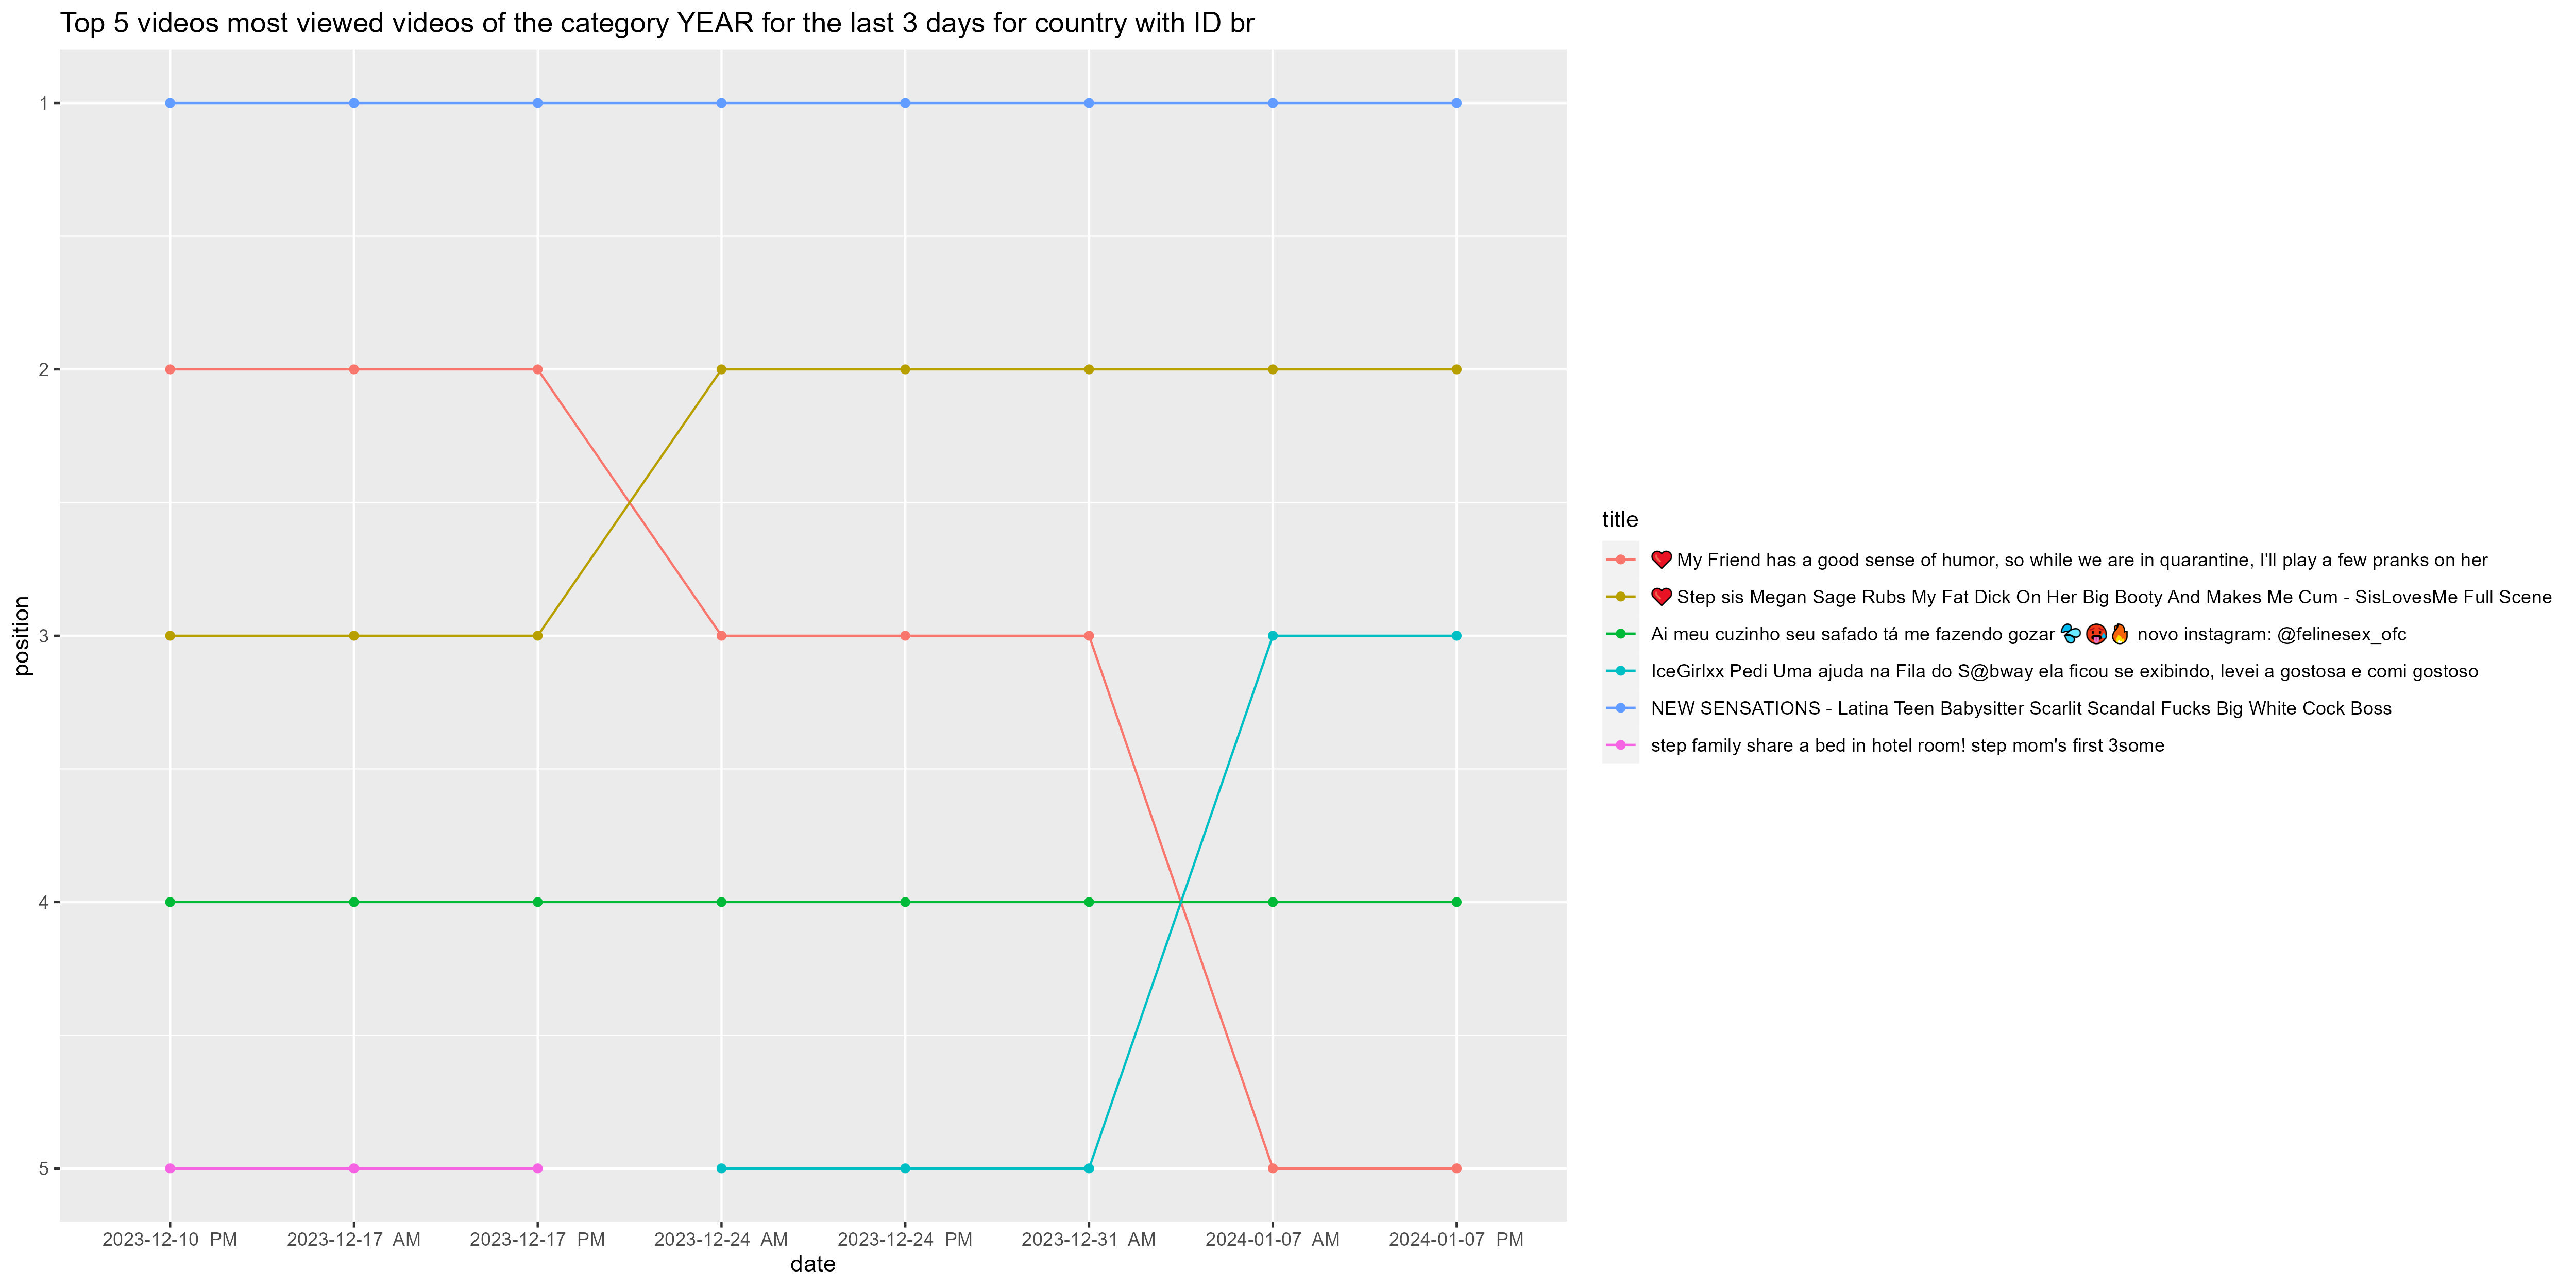 Top 5 videos most viewed videos of the category YEAR for the last 3 days for country with ID br
1
2
3
4
5
position
2023-12-10 PM
2023-12-17 AM
2023-12-17 PM
2023-12-24 AM
2023-12-24 PM
2023-12-31 AM
2024-01-07 AM
2024-01-07 PM
date
title
❤️ My Friend has a good sense of humor, so while we are in quarantine, I'll play a few pranks on her
❤️ Step sis Megan Sage Rubs My Fat Dick On Her Big Booty And Makes Me Cum - SisLovesMe Full Scene
Ai meu cuzinho seu safado tá me fazendo gozar 💦🥵🔥 novo instagram: @felinesex_ofc
IceGirlxx Pedi Uma ajuda na Fila do S@bway ela ficou se exibindo, levei a gostosa e comi gostoso
NEW SENSATIONS - Latina Teen Babysitter Scarlit Scandal Fucks Big White Cock Boss
step family share a bed in hotel room! step mom's first 3some